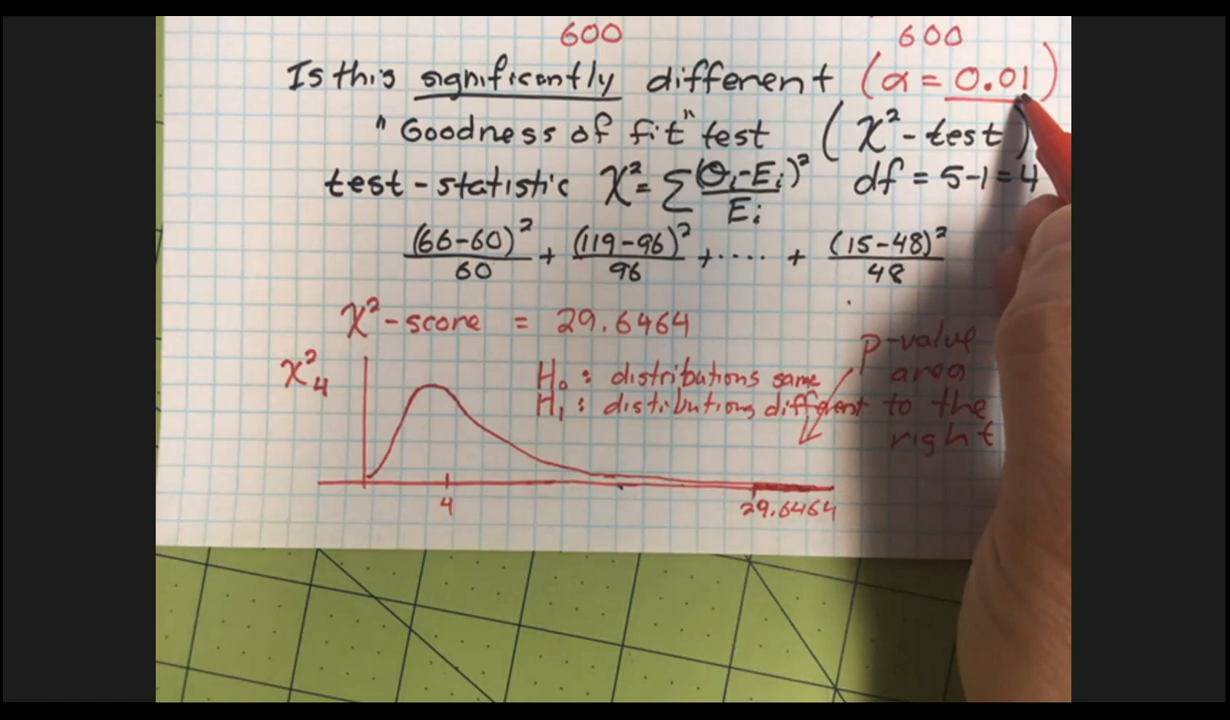 600 600
Is this significantly different (α = 0.01)
"Goodness of fit" test (χ²-test)
test-statistic χ² = Σ (Oᵢ-Eᵢ)²/Eᵢ df = 5-1=4
(66-60)²/60 + (119-96)²/96 + ···· + (15-48)²/48
χ²-score = 29.6464
χ²₄
H₀ : distributions same
H₁ : distributions different
p-value
area
to the
right
4 29.6464